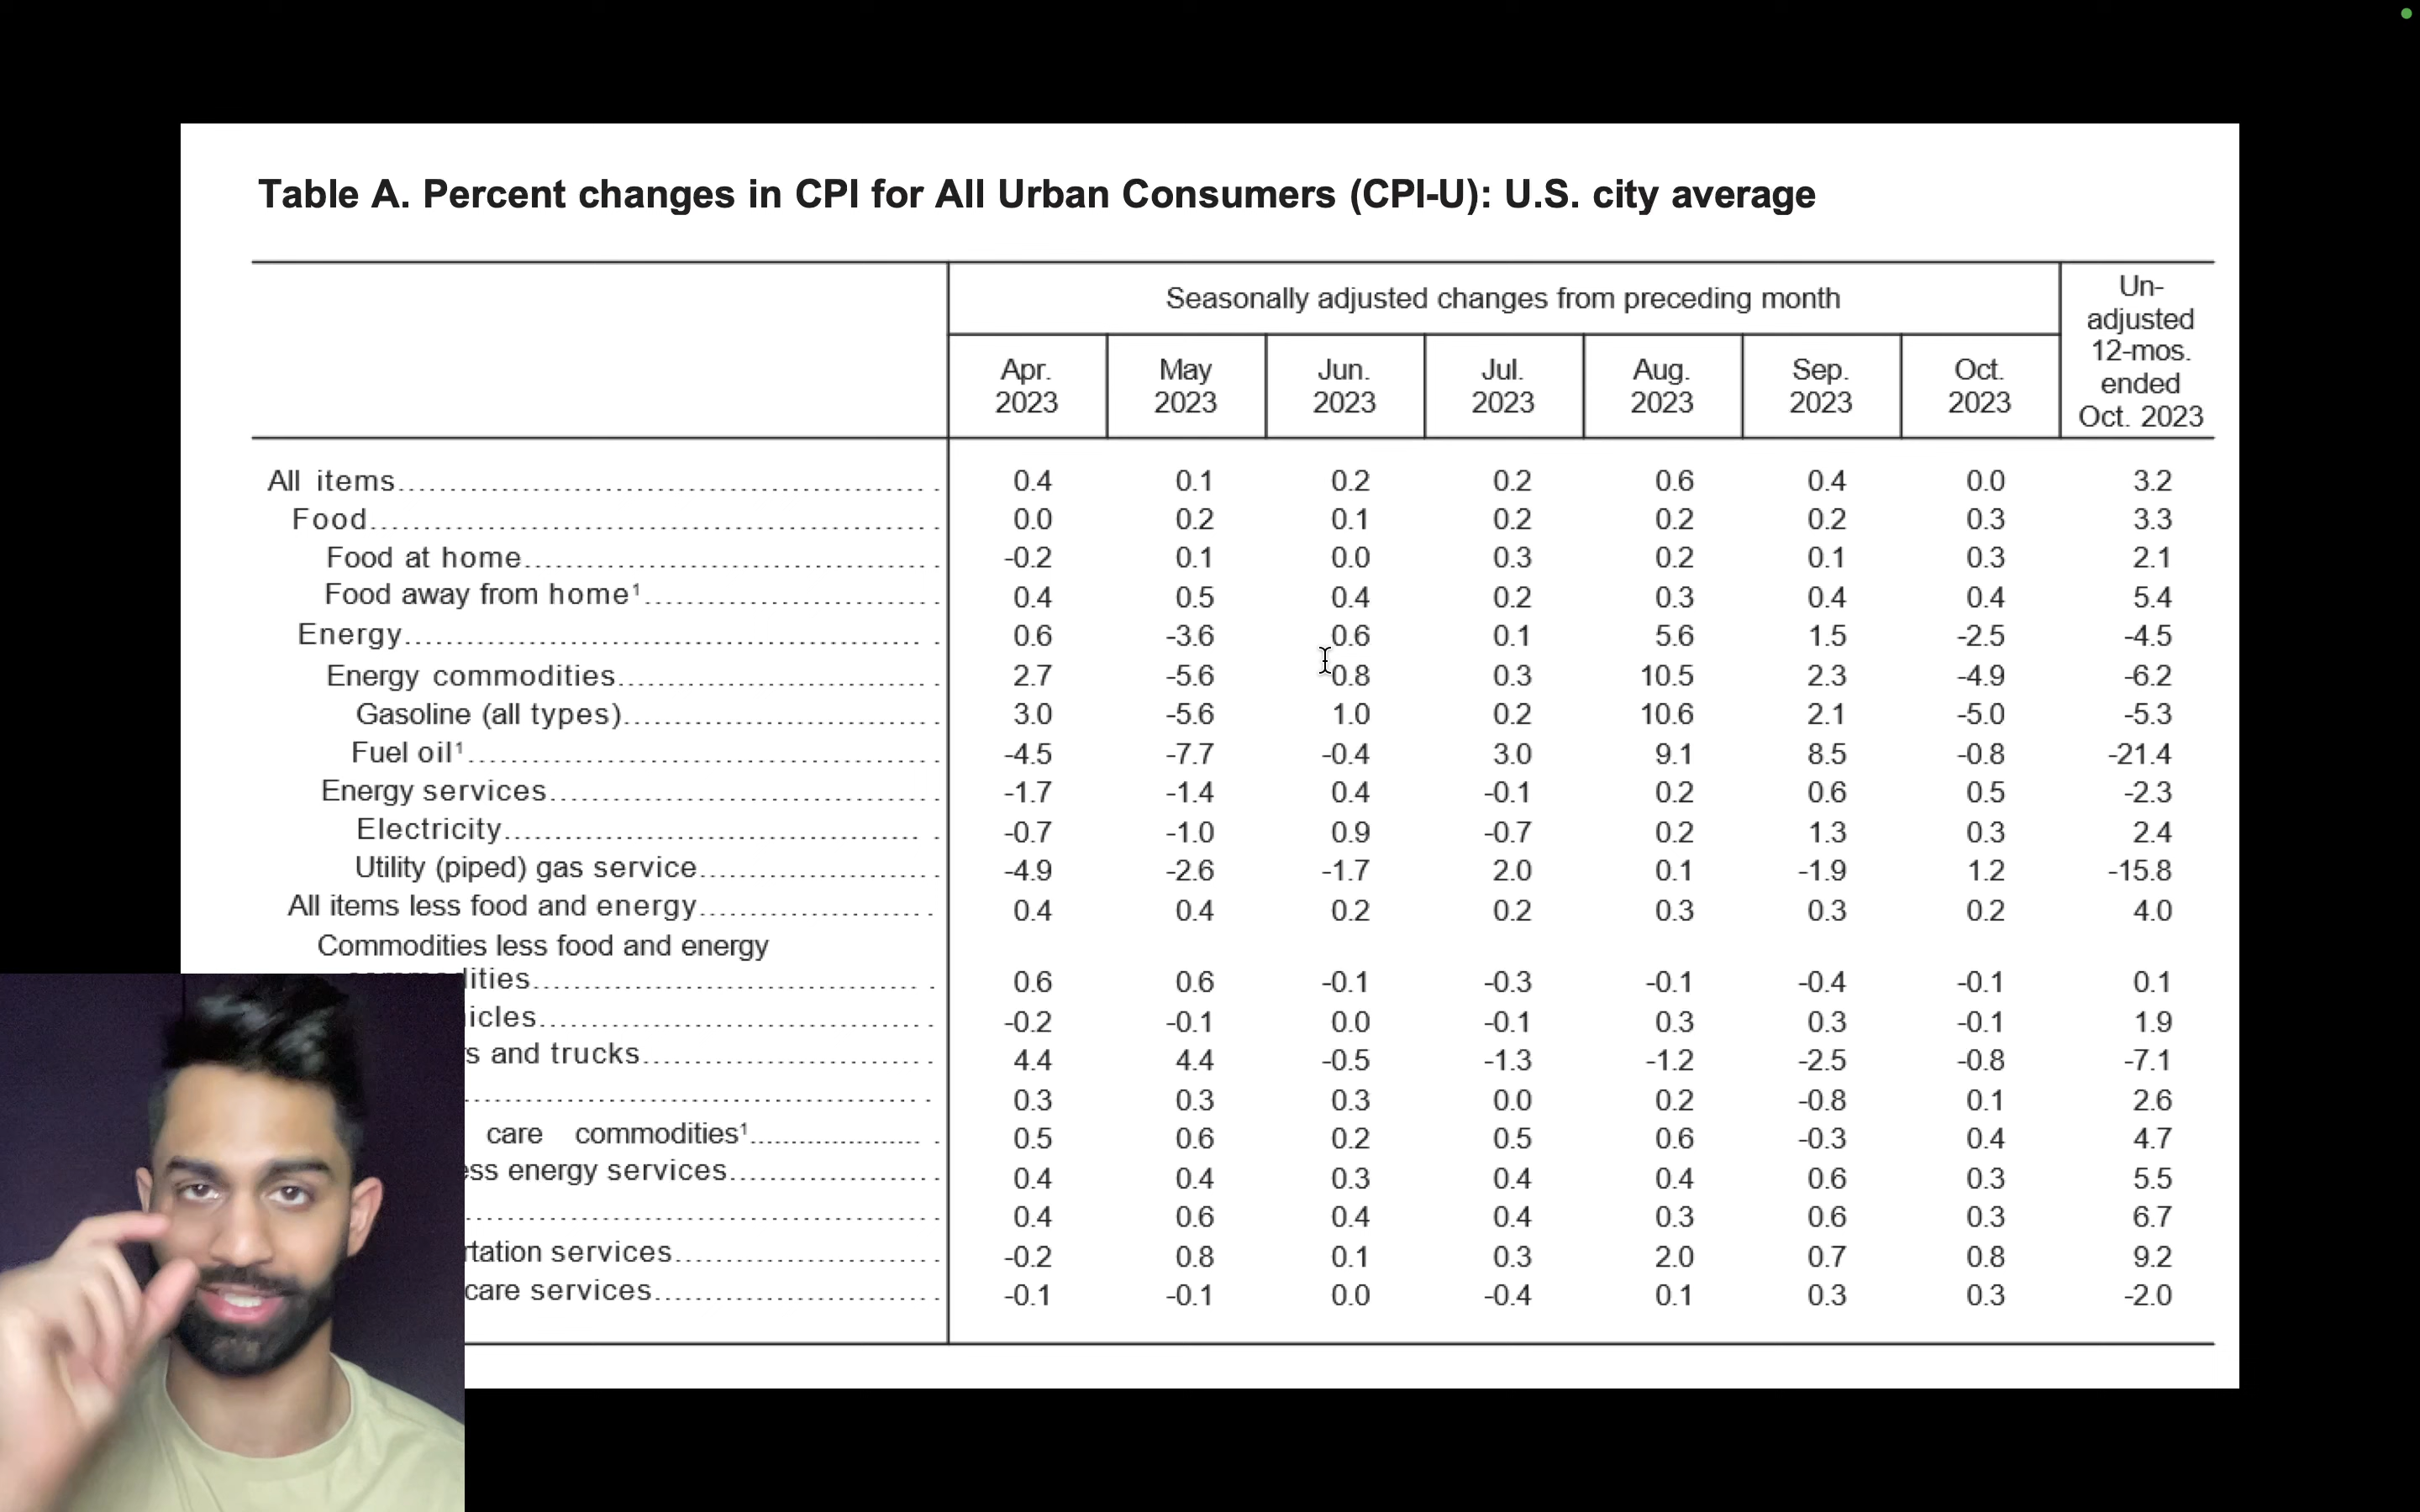 Table A. Percent changes in CPI for All Urban Consumers (CPI-U): U.S. city average
Seasonally adjusted changes from preceding month
Un-
adjusted
12-mos.
ended
Oct. 2023
Apr. 2023 May 2023 Jun. 2023 Jul. 2023 Aug. 2023 Sep. 2023 Oct. 2023
All items 0.4 0.1 0.2 0.2 0.6 0.4 0.0 3.2
Food 0.0 0.2 0.1 0.2 0.2 0.2 0.3 3.3
Food at home -0.2 0.1 0.0 0.3 0.2 0.1 0.3 2.1
Food away from home¹ 0.4 0.5 0.4 0.2 0.3 0.4 0.4 5.4
Energy 0.6 -3.6 0.6 0.1 5.6 1.5 -2.5 -4.5
Energy commodities 2.7 -5.6 0.8 0.3 10.5 2.3 -4.9 -6.2
Gasoline (all types) 3.0 -5.6 1.0 0.2 10.6 2.1 -5.0 -5.3
Fuel oil¹ -4.5 -7.7 -0.4 3.0 9.1 8.5 -0.8 -21.4
Energy services -1.7 -1.4 0.4 -0.1 0.2 0.6 0.5 -2.3
Electricity -0.7 -1.0 0.9 -0.7 0.2 1.3 0.3 2.4
Utility (piped) gas service -4.9 -2.6 -1.7 2.0 0.1 -1.9 1.2 -15.8
All items less food and energy 0.4 0.4 0.2 0.2 0.3 0.3 0.2 4.0
Commodities less food and energy
0.6 0.6 -0.1 -0.3 -0.1 -0.4 -0.1 0.1
-0.2 -0.1 0.0 -0.1 0.3 0.3 -0.1 1.9
and trucks 4.4 4.4 -0.5 -1.3 -1.2 -2.5 -0.8 -7.1
0.3 0.3 0.3 0.0 0.2 -0.8 0.1 2.6
care commodities¹ 0.5 0.6 0.2 0.5 0.6 -0.3 0.4 4.7
energy services 0.4 0.4 0.3 0.4 0.4 0.6 0.3 5.5
0.4 0.6 0.4 0.4 0.3 0.6 0.3 6.7
services -0.2 0.8 0.1 0.3 2.0 0.7 0.8 9.2
care services -0.1 -0.1 0.0 -0.4 0.1 0.3 0.3 -2.0